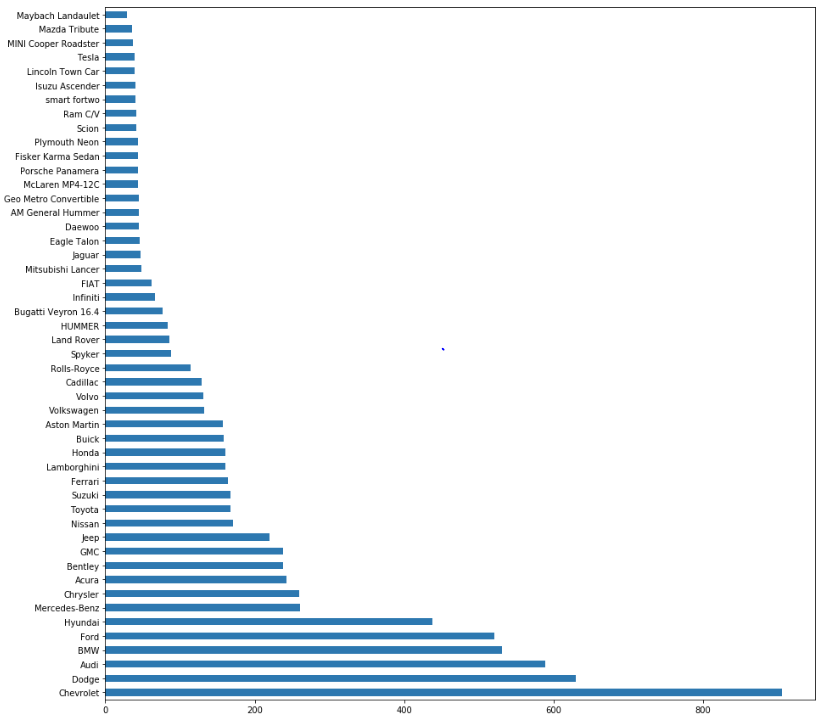 Maybach Landaulet
Mazda Tribute
MINI Cooper Roadster
Tesla
Lincoln Town Car
Isuzu Ascender
smart fortwo
Ram C/V
Scion
Plymouth Neon
Fisker Karma Sedan
Porsche Panamera
McLaren MP4-12C
Geo Metro Convertible
AM General Hummer
Daewoo
Eagle Talon
Jaguar
Mitsubishi Lancer
FIAT
Infiniti
Bugatti Veyron 16.4
HUMMER
Land Rover
Spyker
Rolls-Royce
Cadillac
Volvo
Volkswagen
Aston Martin
Buick
Honda
Lamborghini
Ferrari
Suzuki
Toyota
Nissan
Jeep
GMC
Bentley
Acura
Chrysler
Mercedes-Benz
Hyundai
Ford
BMW
Audi
Dodge
Chevrolet
0 200 400 600 800